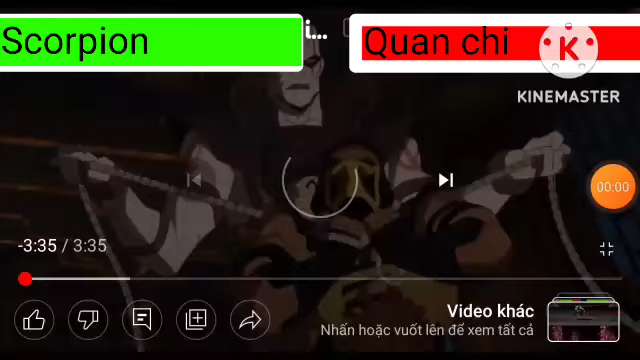 Scorpion
i...
Quan chi
K
KINEMASTER
00:00
-3:35 / 3:35
Video khác
Nhấn hoặc vuốt lên để xem tất cả